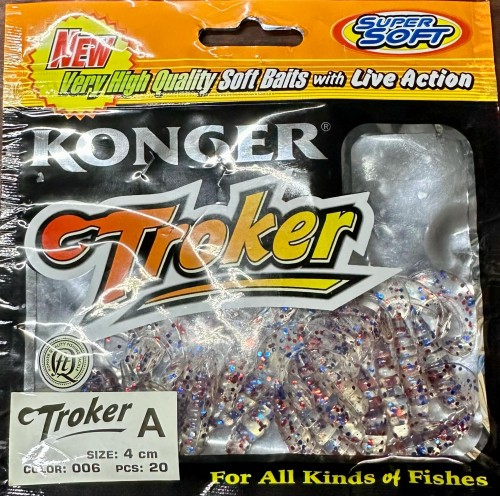 NEW
SUPER
SOFT
Very High Quality Soft Baits with Live Action
KONGER
Troker
Troker A
SIZE: 4 cm
COLOR: 006 PCS: 20
For All Kinds of Fishes